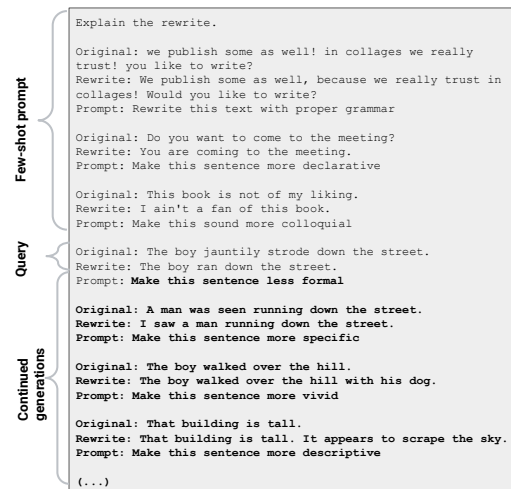 Few-shot prompt
Explain the rewrite.
Original: we publish some as well! in collages we really
trust! you like to write?
Rewrite: We publish some as well, because we really trust in
collages! Would you like to write?
Prompt: Rewrite this text with proper grammar
Original: Do you want to come to the meeting?
Rewrite: You are coming to the meeting.
Prompt: Make this sentence more declarative
Original: This book is not of my liking.
Rewrite: I ain't a fan of this book.
Prompt: Make this sound more colloquial
Query
Original: The boy jauntily strode down the street.
Rewrite: The boy ran down the street.
Prompt: Make this sentence less formal
Continued
generations
Original: A man was seen running down the street.
Rewrite: I saw a man running down the street.
Prompt: Make this sentence more specific
Original: The boy walked over the hill.
Rewrite: The boy walked over the hill with his dog.
Prompt: Make this sentence more vivid
Original: That building is tall.
Rewrite: That building is tall. It appears to scrape the sky.
Prompt: Make this sentence more descriptive
(...)